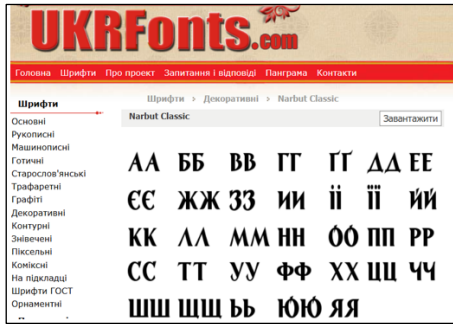 UKRFonts.com
Головна Шрифти Про проект Запитання і відповіді Панграма Контакти
Шрифти
Основні
Рукописні
Машинописні
Готичні
Старослов'янські
Трафаретні
Графіті
Декоративні
Контурні
Знівечені
Піксельні
Комікснi
На підкладці
Шрифти ГОСТ
Орнаментні
Шрифти > Декоративні > Narbut Classic
Narbut Classic
Завантажити
АА ББ ВВ ГГ ҐҐ ДД ЕЕ
ЄЄ ЖЖ ЗЗ ИИ ІІ ЇЇ ЙЙ
КК ЛЛ ММ НН ОО ПП РР
СС ТТ УУ ФФ ХХ ЦЦ ЧЧ
ШШ ЩЩ ЬЬ ЮЮ ЯЯ